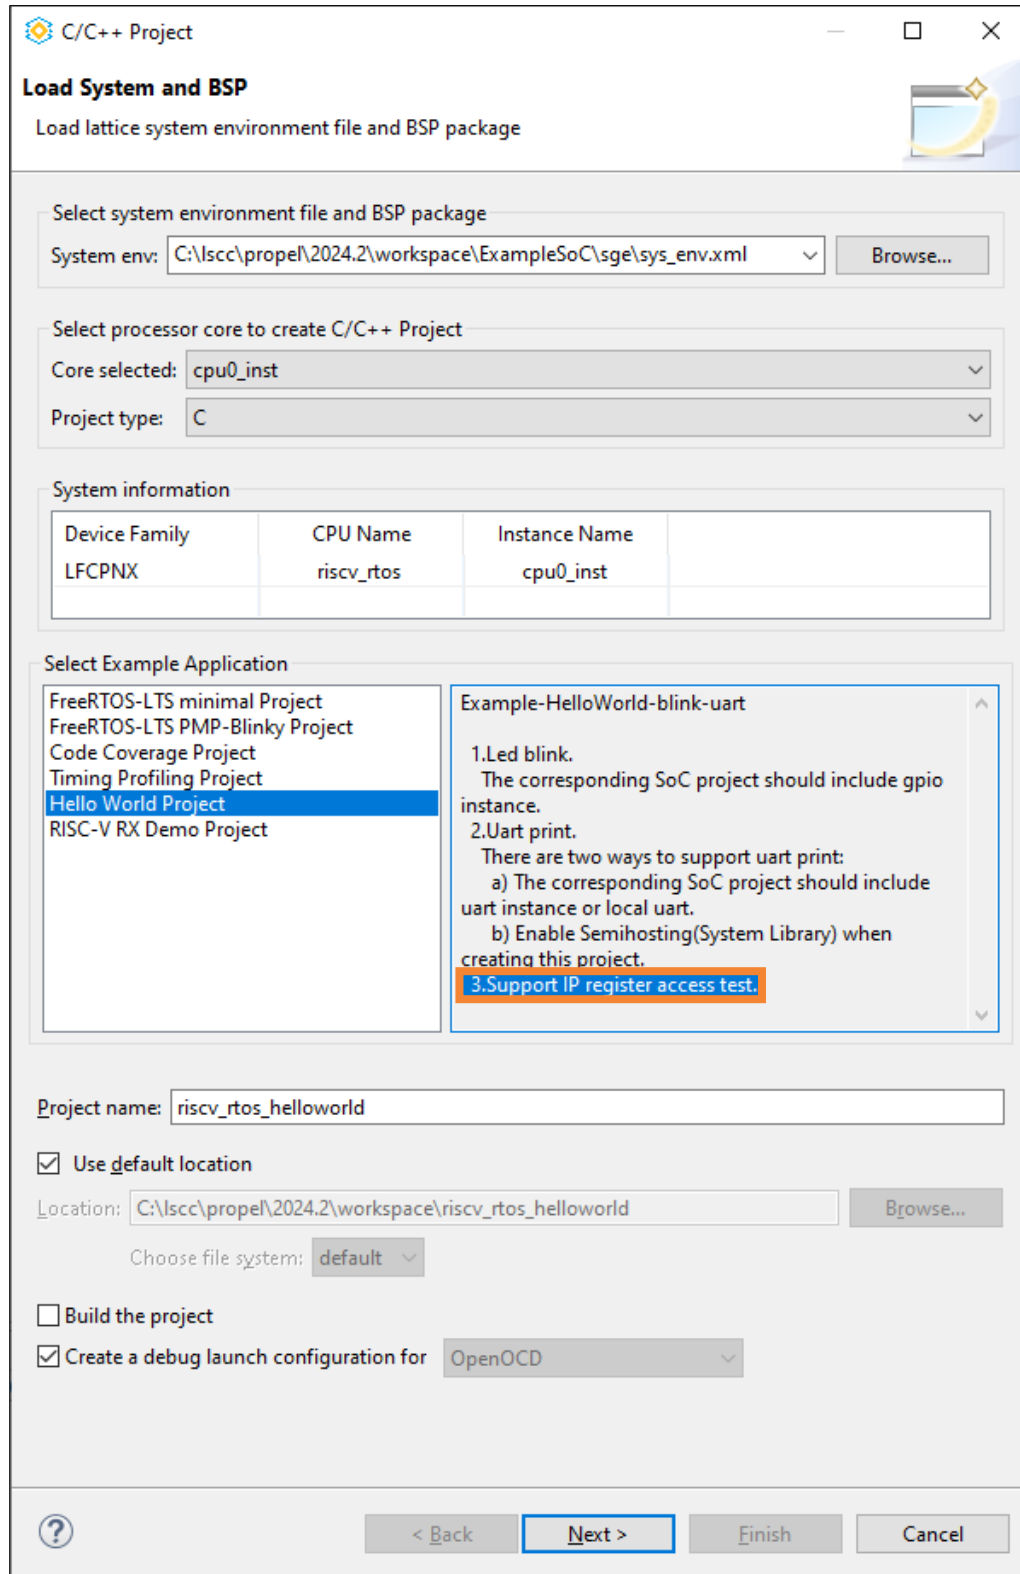 C/C++ Project
Load System and BSP
Load lattice system environment file and BSP package
Select system environment file and BSP package
System env: C:\lscc\propel\2024.2\workspace\ExampleSoC\sge\sys_env.xml Browse...
Select processor core to create C/C++ Project
Core selected: cpu0_inst
Project type: C
System information
Device Family CPU Name Instance Name
LFCPNX riscv_rtos cpu0_inst
Select Example Application
FreeRTOS-LTS minimal Project
FreeRTOS-LTS PMP-Blinky Project
Code Coverage Project
Timing Profiling Project
Hello World Project
RISC-V RX Demo Project
Example-HelloWorld-blink-uart
1.Led blink.
The corresponding SoC project should include gpio
instance.
2.Uart print.
There are two ways to support uart print:
a) The corresponding SoC project should include
uart instance or local uart.
b) Enable Semihosting(System Library) when
creating this project.
3.Support IP register access test.
Project name: riscv_rtos_helloworld
Use default location
Location: C:\lscc\propel\2024.2\workspace\riscv_rtos_helloworld Browse...
Choose file system: default
Build the project
Create a debug launch configuration for OpenOCD
? < Back Next > Finish Cancel